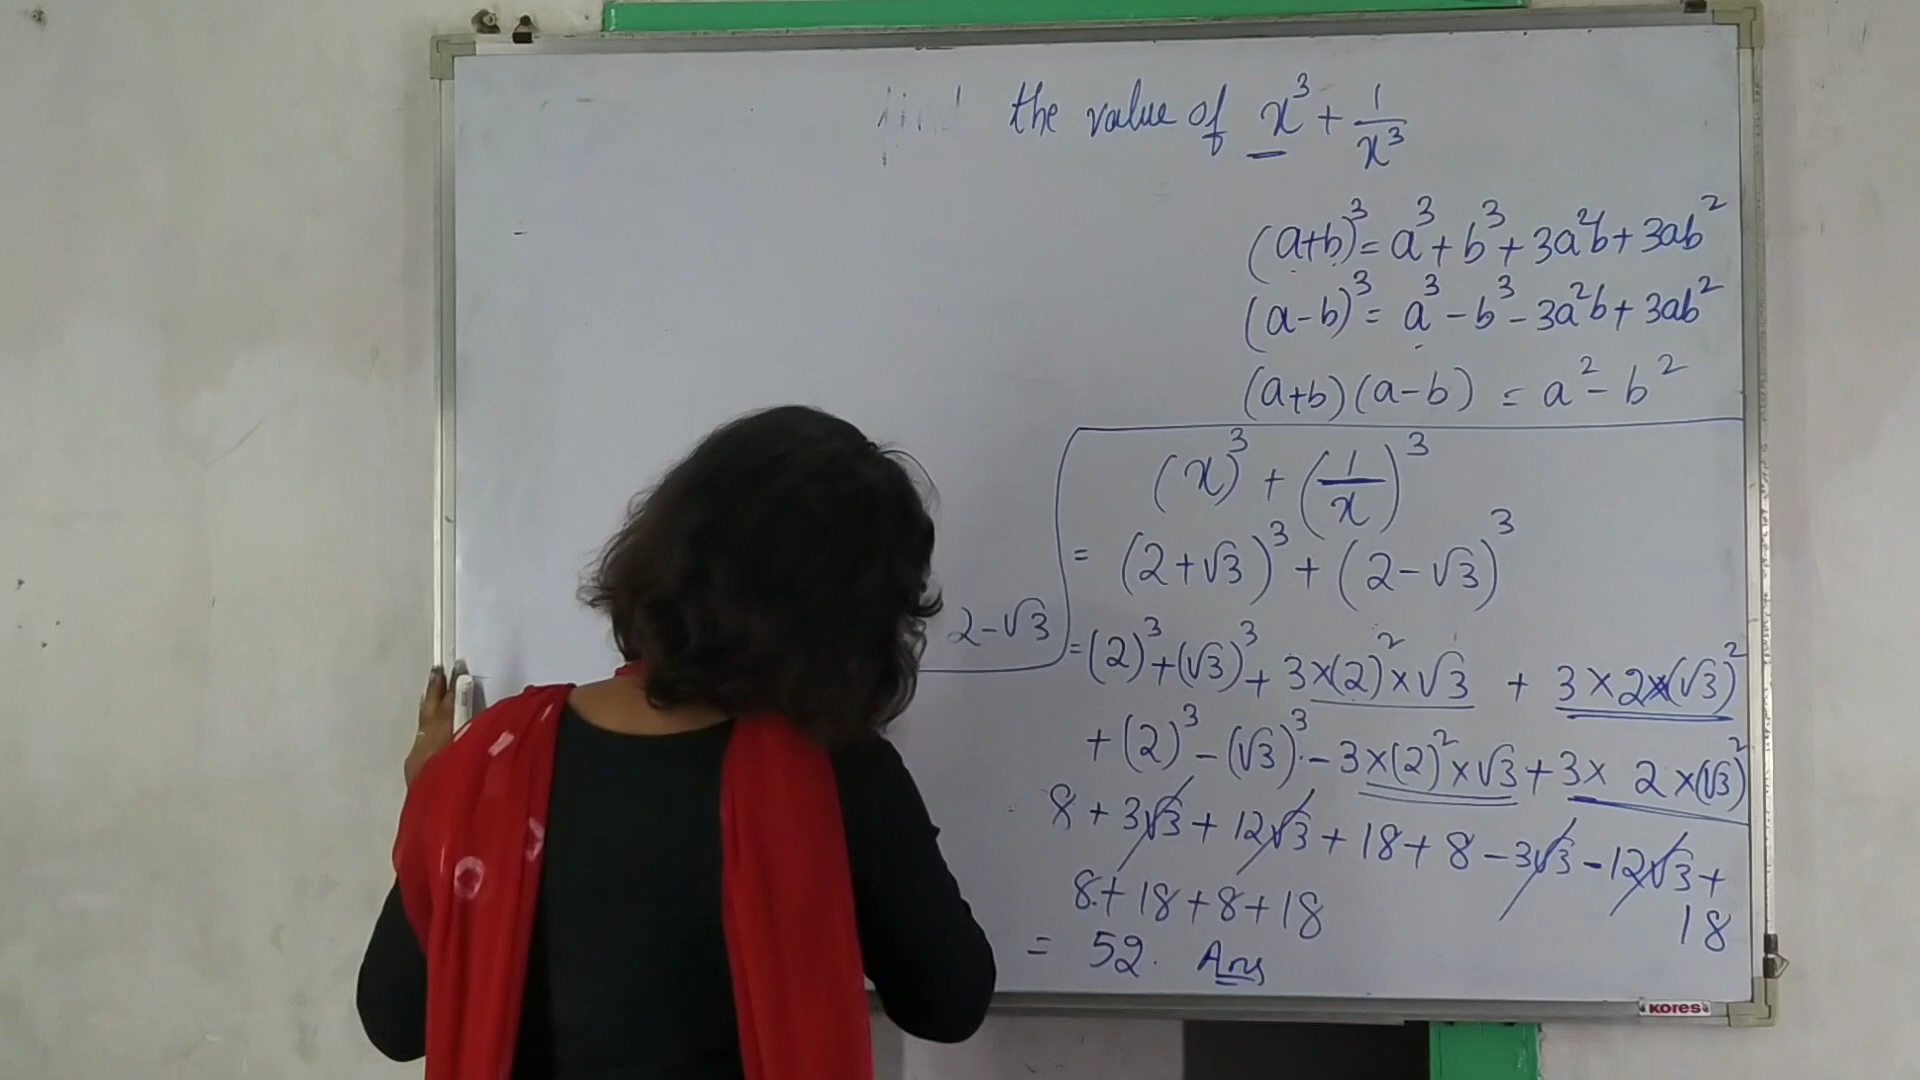 the value of x³ + 1/x³
(a+b)³ = a³ + b³ + 3a²b + 3ab²
(a-b)³ = a³ - b³ - 3a²b + 3ab²
(a+b)(a-b) = a² - b²
(x)³ + (1/x)³
= (2+√3)³ + (2-√3)³
2-√3
= (2)³ + (√3)³ + 3×(2)²×√3 + 3×2×(√3)²
+ (2)³ - (√3)³ - 3×(2)²×√3 + 3× 2×(√3)²
8 + 3√3 + 12√3 + 18 + 8 - 3√3 - 12√3 +
18
8 + 18 + 8 + 18
= 52. Ans
KORES